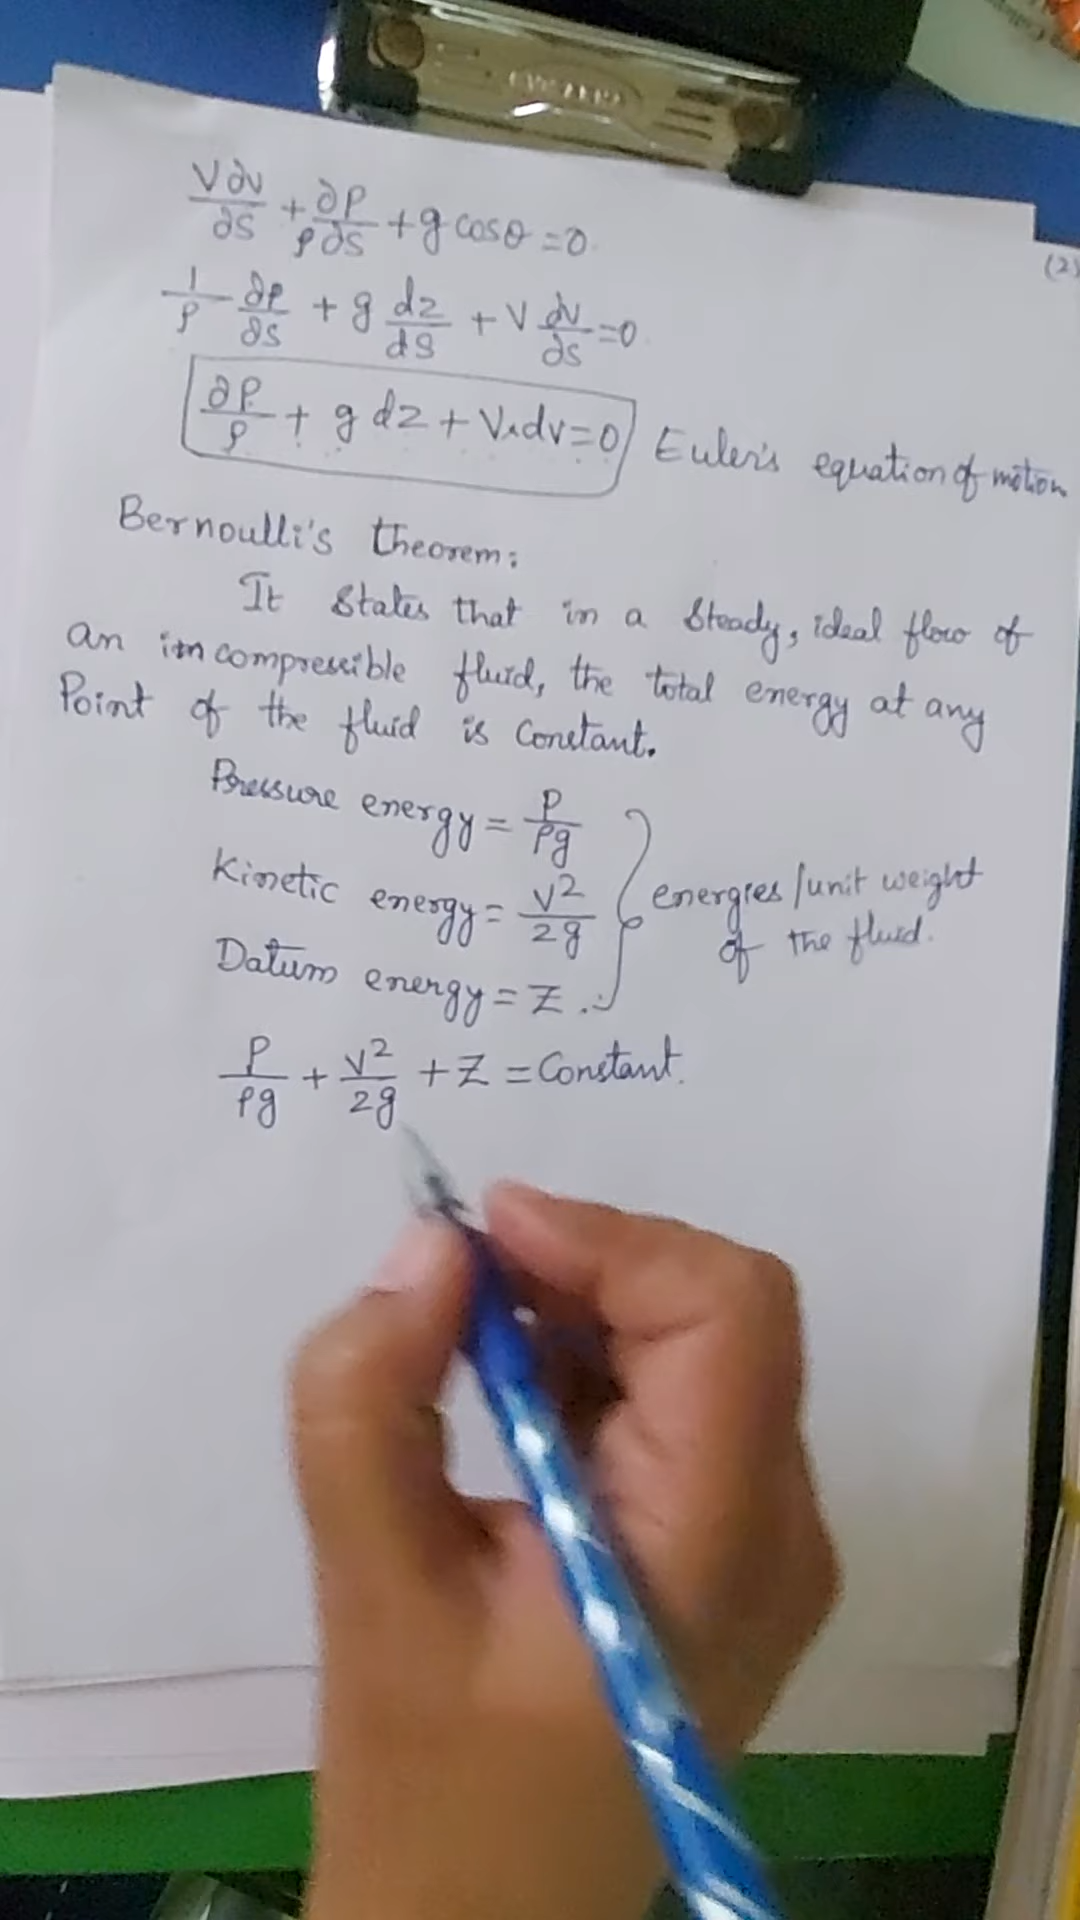 V∂v/∂s + ∂P/ρ∂s + g cosθ = 0.
(2)
1/ρ ∂P/∂s + g dz/ds + V ∂v/∂s = 0.
∂P/ρ + g dz + V.dv = 0 Euler's equation of motion
Bernoulli's theorem:
It states that in a steady, ideal flow of
an imcompressible fluid, the total energy at any
Point of the fluid is Constant.
Pressure energy = P/ρg
Kinetic energy = v²/2g energies/unit weight
of the fluid.
Datum energy = Z.
P/ρg + v²/2g + Z = Constant.